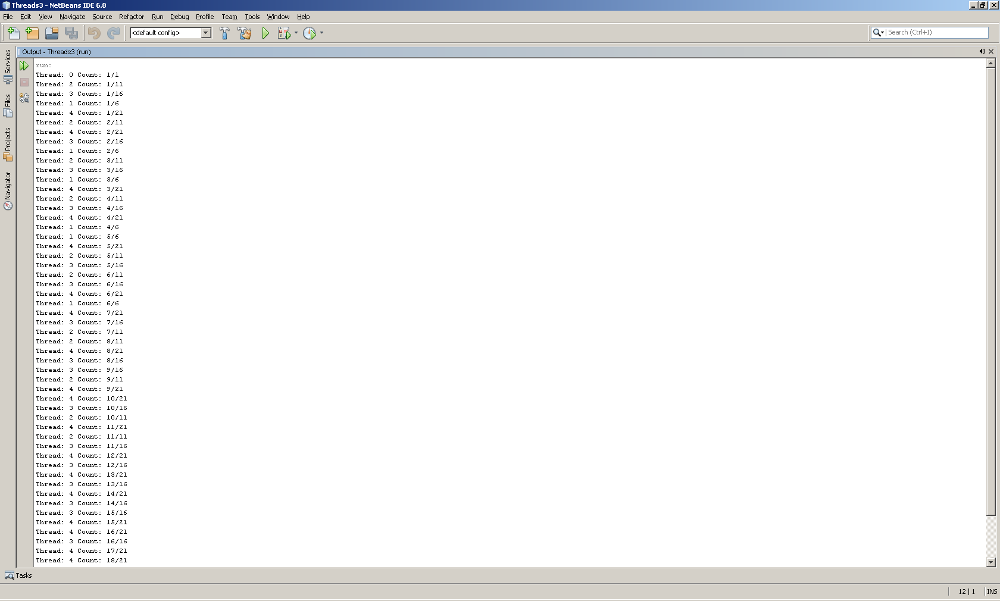 Threads3 - NetBeans IDE 6.8
File Edit View Navigate Source Refactor Run Debug Profile Team Tools Window Help
<default config>
Search (Ctrl+I)
Services
Files
Projects
Navigator
Output - Threads3 (run)
run:
Thread: 0 Count: 1/1
Thread: 2 Count: 1/11
Thread: 3 Count: 1/16
Thread: 1 Count: 1/6
Thread: 4 Count: 1/21
Thread: 2 Count: 2/11
Thread: 4 Count: 2/21
Thread: 3 Count: 2/16
Thread: 1 Count: 2/6
Thread: 2 Count: 3/11
Thread: 3 Count: 3/16
Thread: 1 Count: 3/6
Thread: 4 Count: 3/21
Thread: 2 Count: 4/11
Thread: 3 Count: 4/16
Thread: 4 Count: 4/21
Thread: 1 Count: 4/6
Thread: 1 Count: 5/6
Thread: 4 Count: 5/21
Thread: 2 Count: 5/11
Thread: 3 Count: 5/16
Thread: 2 Count: 6/11
Thread: 3 Count: 6/16
Thread: 4 Count: 6/21
Thread: 1 Count: 6/6
Thread: 4 Count: 7/21
Thread: 3 Count: 7/16
Thread: 2 Count: 7/11
Thread: 2 Count: 8/11
Thread: 4 Count: 8/21
Thread: 3 Count: 8/16
Thread: 3 Count: 9/16
Thread: 2 Count: 9/11
Thread: 4 Count: 9/21
Thread: 4 Count: 10/21
Thread: 3 Count: 10/16
Thread: 2 Count: 10/11
Thread: 4 Count: 11/21
Thread: 2 Count: 11/11
Thread: 3 Count: 11/16
Thread: 4 Count: 12/21
Thread: 3 Count: 12/16
Thread: 4 Count: 13/21
Thread: 3 Count: 13/16
Thread: 4 Count: 14/21
Thread: 3 Count: 14/16
Thread: 3 Count: 15/16
Thread: 4 Count: 15/21
Thread: 4 Count: 16/21
Thread: 3 Count: 16/16
Thread: 4 Count: 17/21
Thread: 4 Count: 18/21
Tasks
12 | 1 INS